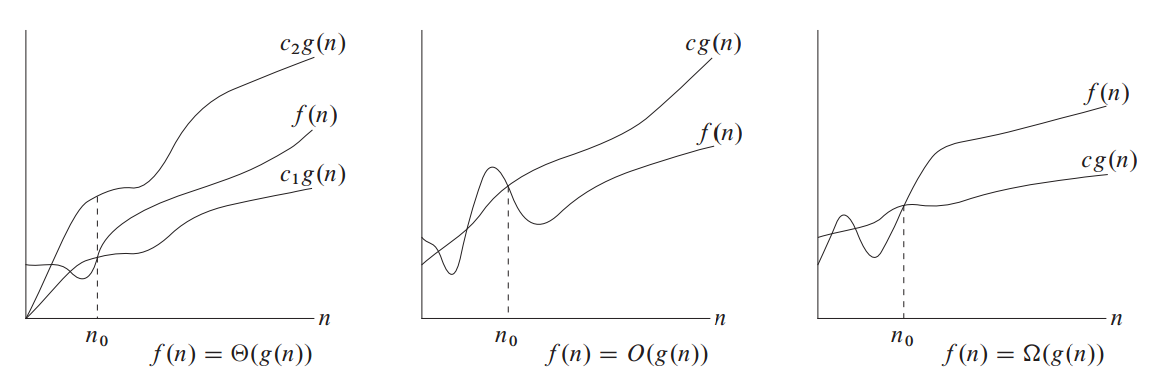 c₂g(n)
f(n)
c₁g(n)
n
n₀
f(n) = Θ(g(n))
cg(n)
f(n)
n
n₀
f(n) = O(g(n))
f(n)
cg(n)
n
n₀
f(n) = Ω(g(n))